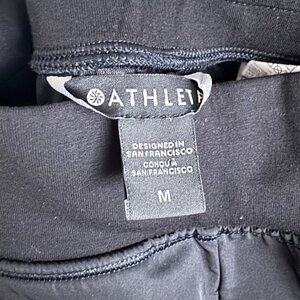 ATHLETA
DESIGNED IN
SAN FRANCISCO
CONÇU À
SAN FRANCISCO
M